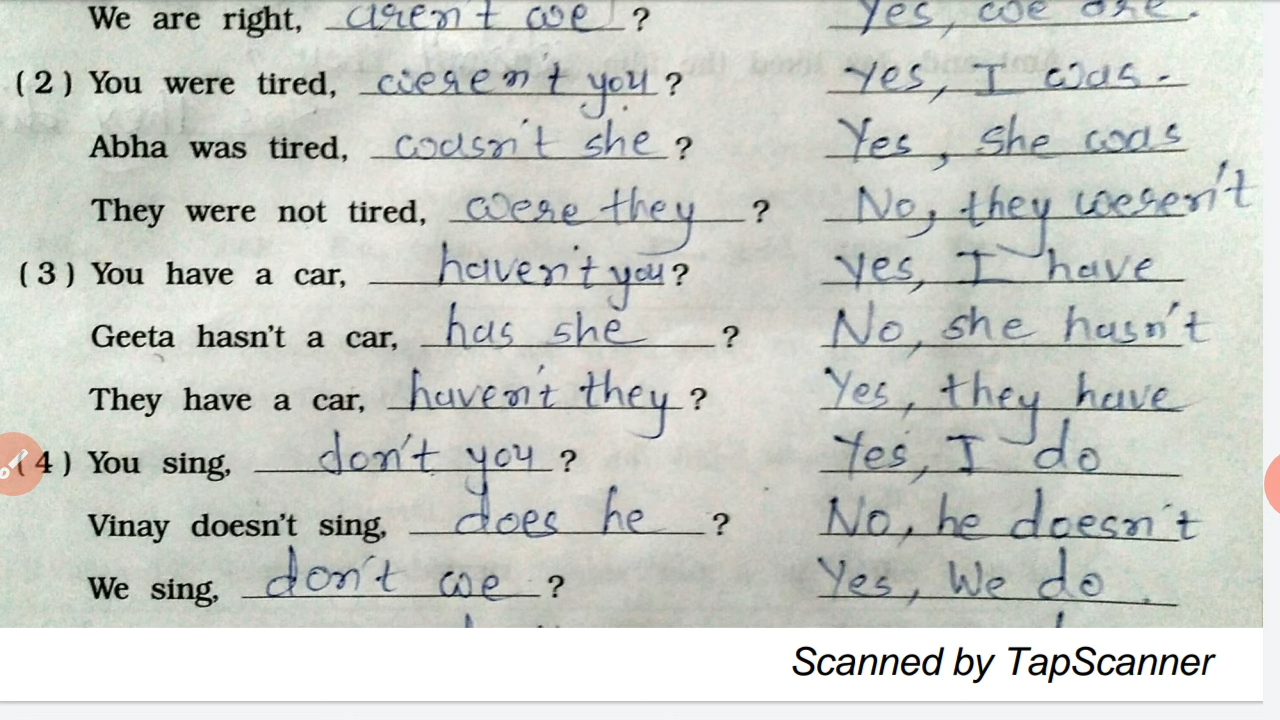 We are right, aren't we ? Yes, we are.
(2) You were tired, weren't you ? Yes, I was.
Abha was tired, wasn't she ? Yes, she was
They were not tired, were they ? No, they weren't
(3) You have a car, haven't you ? Yes, I have
Geeta hasn't a car, has she ? No, she hasn't
They have a car, haven't they ? Yes, they have
(4) You sing, don't you ? Yes, I do
Vinay doesn't sing, does he ? No, he doesn't
We sing, don't we ? Yes, We do.
Scanned by TapScanner